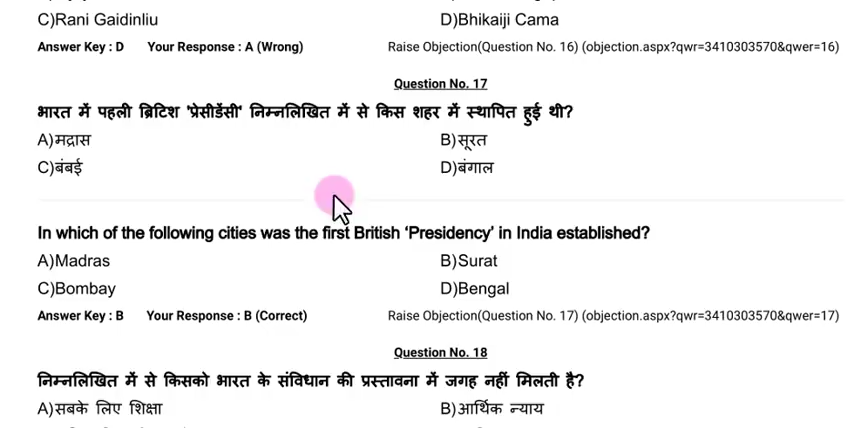 C)Rani Gaidinliu D)Bhikaiji Cama
Answer Key : D Your Response : A (Wrong) Raise Objection(Question No. 16) (objection.aspx?qwr=3410303570&qwer=16)
Question No. 17
भारत में पहली ब्रिटिश 'प्रेसीडेंसी' निम्नलिखित में से किस शहर में स्थापित हुई थी?
A)मद्रास B)सूरत
C)बंबई D)बंगाल
In which of the following cities was the first British ‘Presidency’ in India established?
A)Madras B)Surat
C)Bombay D)Bengal
Answer Key : B Your Response : B (Correct) Raise Objection(Question No. 17) (objection.aspx?qwr=3410303570&qwer=17)
Question No. 18
निम्नलिखित में से किसको भारत के संविधान की प्रस्तावना में जगह नहीं मिलती है?
A)सबके लिए शिक्षा B)आर्थिक न्याय